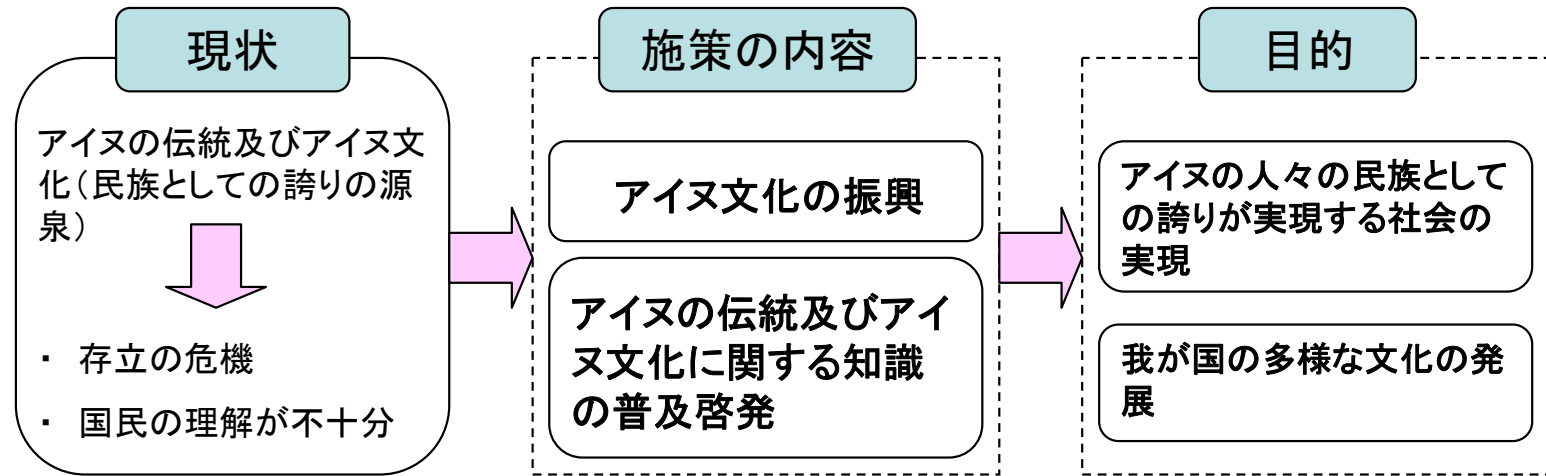 現状
アイヌの伝統及びアイヌ文
化(民族としての誇りの源
泉)
・ 存立の危機
・ 国民の理解が不十分
施策の内容
アイヌ文化の振興
アイヌの伝統及びアイ
ヌ文化に関する知識
の普及啓発
目的
アイヌの人々の民族として
の誇りが実現する社会の
実現
我が国の多様な文化の発
展